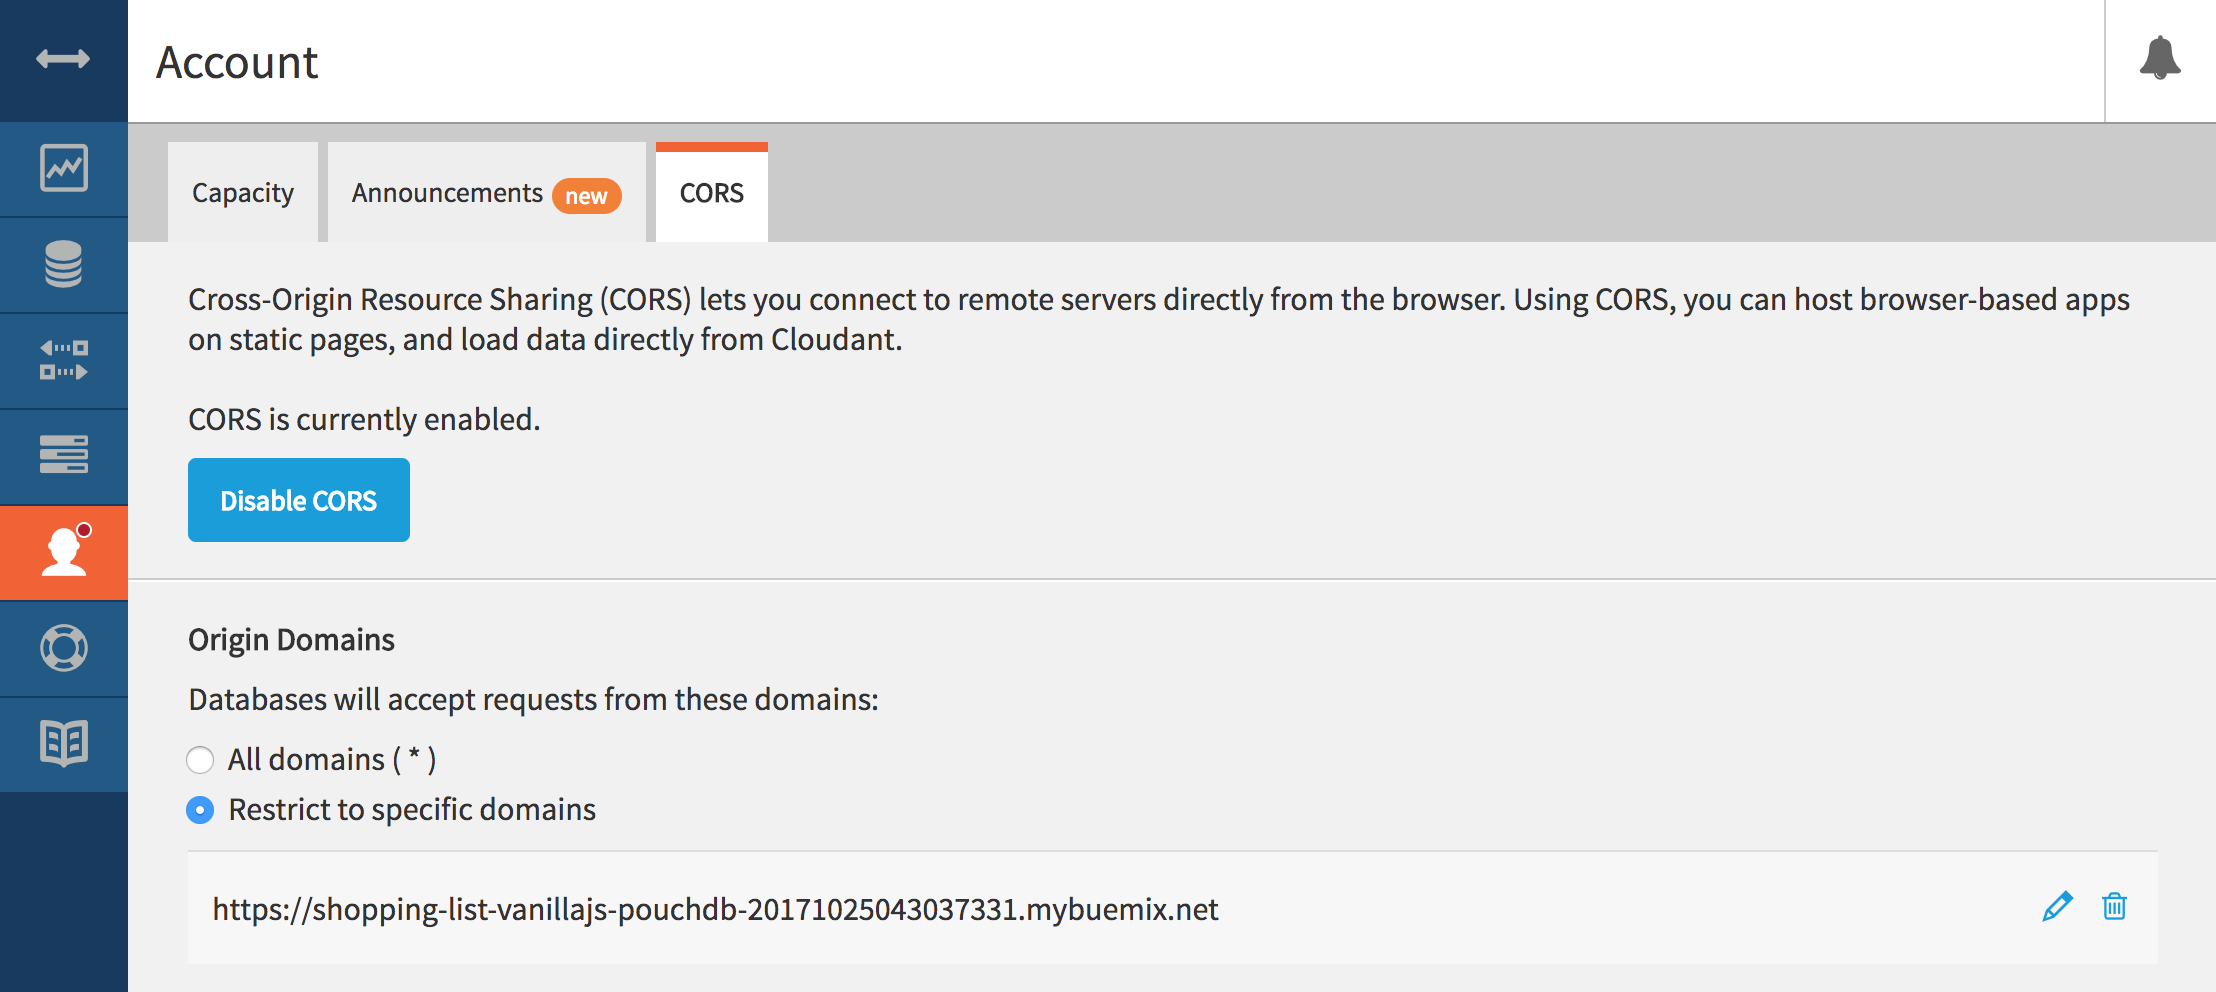 Account
Capacity
Announcements new
CORS
Cross-Origin Resource Sharing (CORS) lets you connect to remote servers directly from the browser. Using CORS, you can host browser-based apps
on static pages, and load data directly from Cloudant.
CORS is currently enabled.
Disable CORS
Origin Domains
Databases will accept requests from these domains:
All domains ( * )
Restrict to specific domains
https://shopping-list-vanillajs-pouchdb-20171025043037331.mybuemix.net